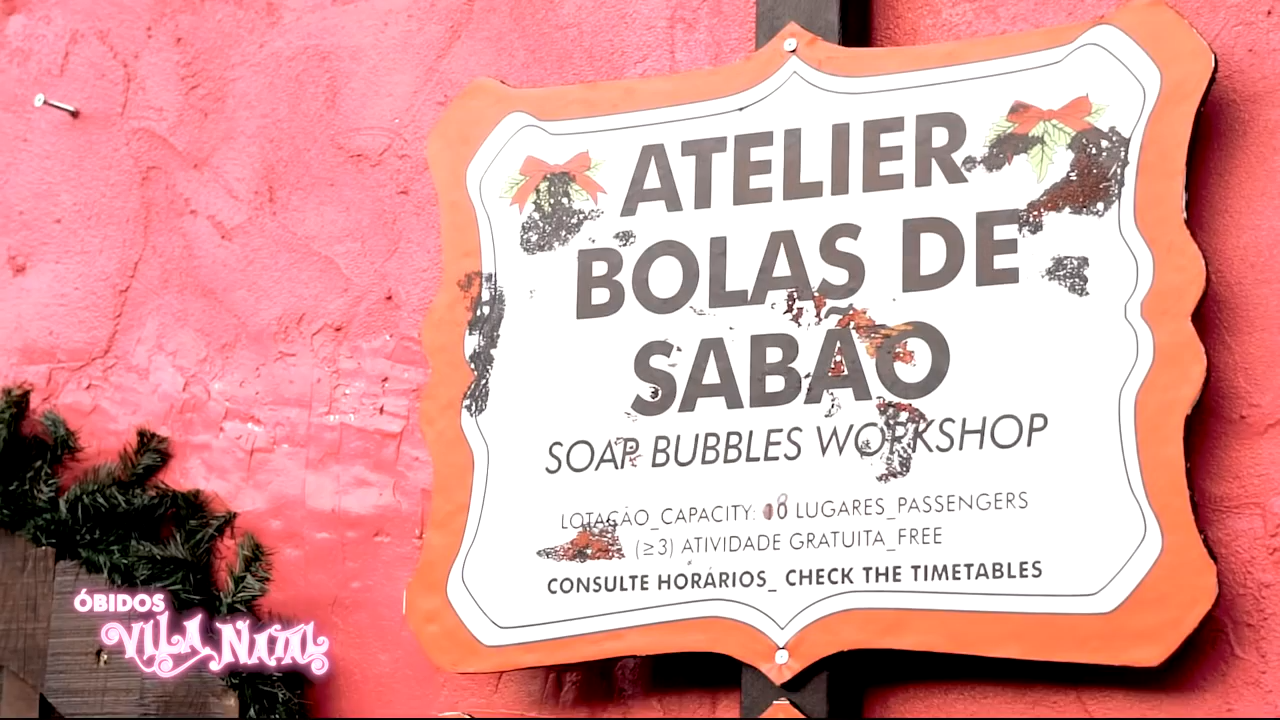 ATELIER
BOLAS DE
SABÃO
SOAP BUBBLES WORKSHOP
LOTAÇÃO_CAPACITY: LUGARES_PASSENGERS
(≥3) ATIVIDADE GRATUITA_FREE
CONSULTE HORÁRIOS_ CHECK THE TIMETABLES
ÓBIDOS
VILA NATAL